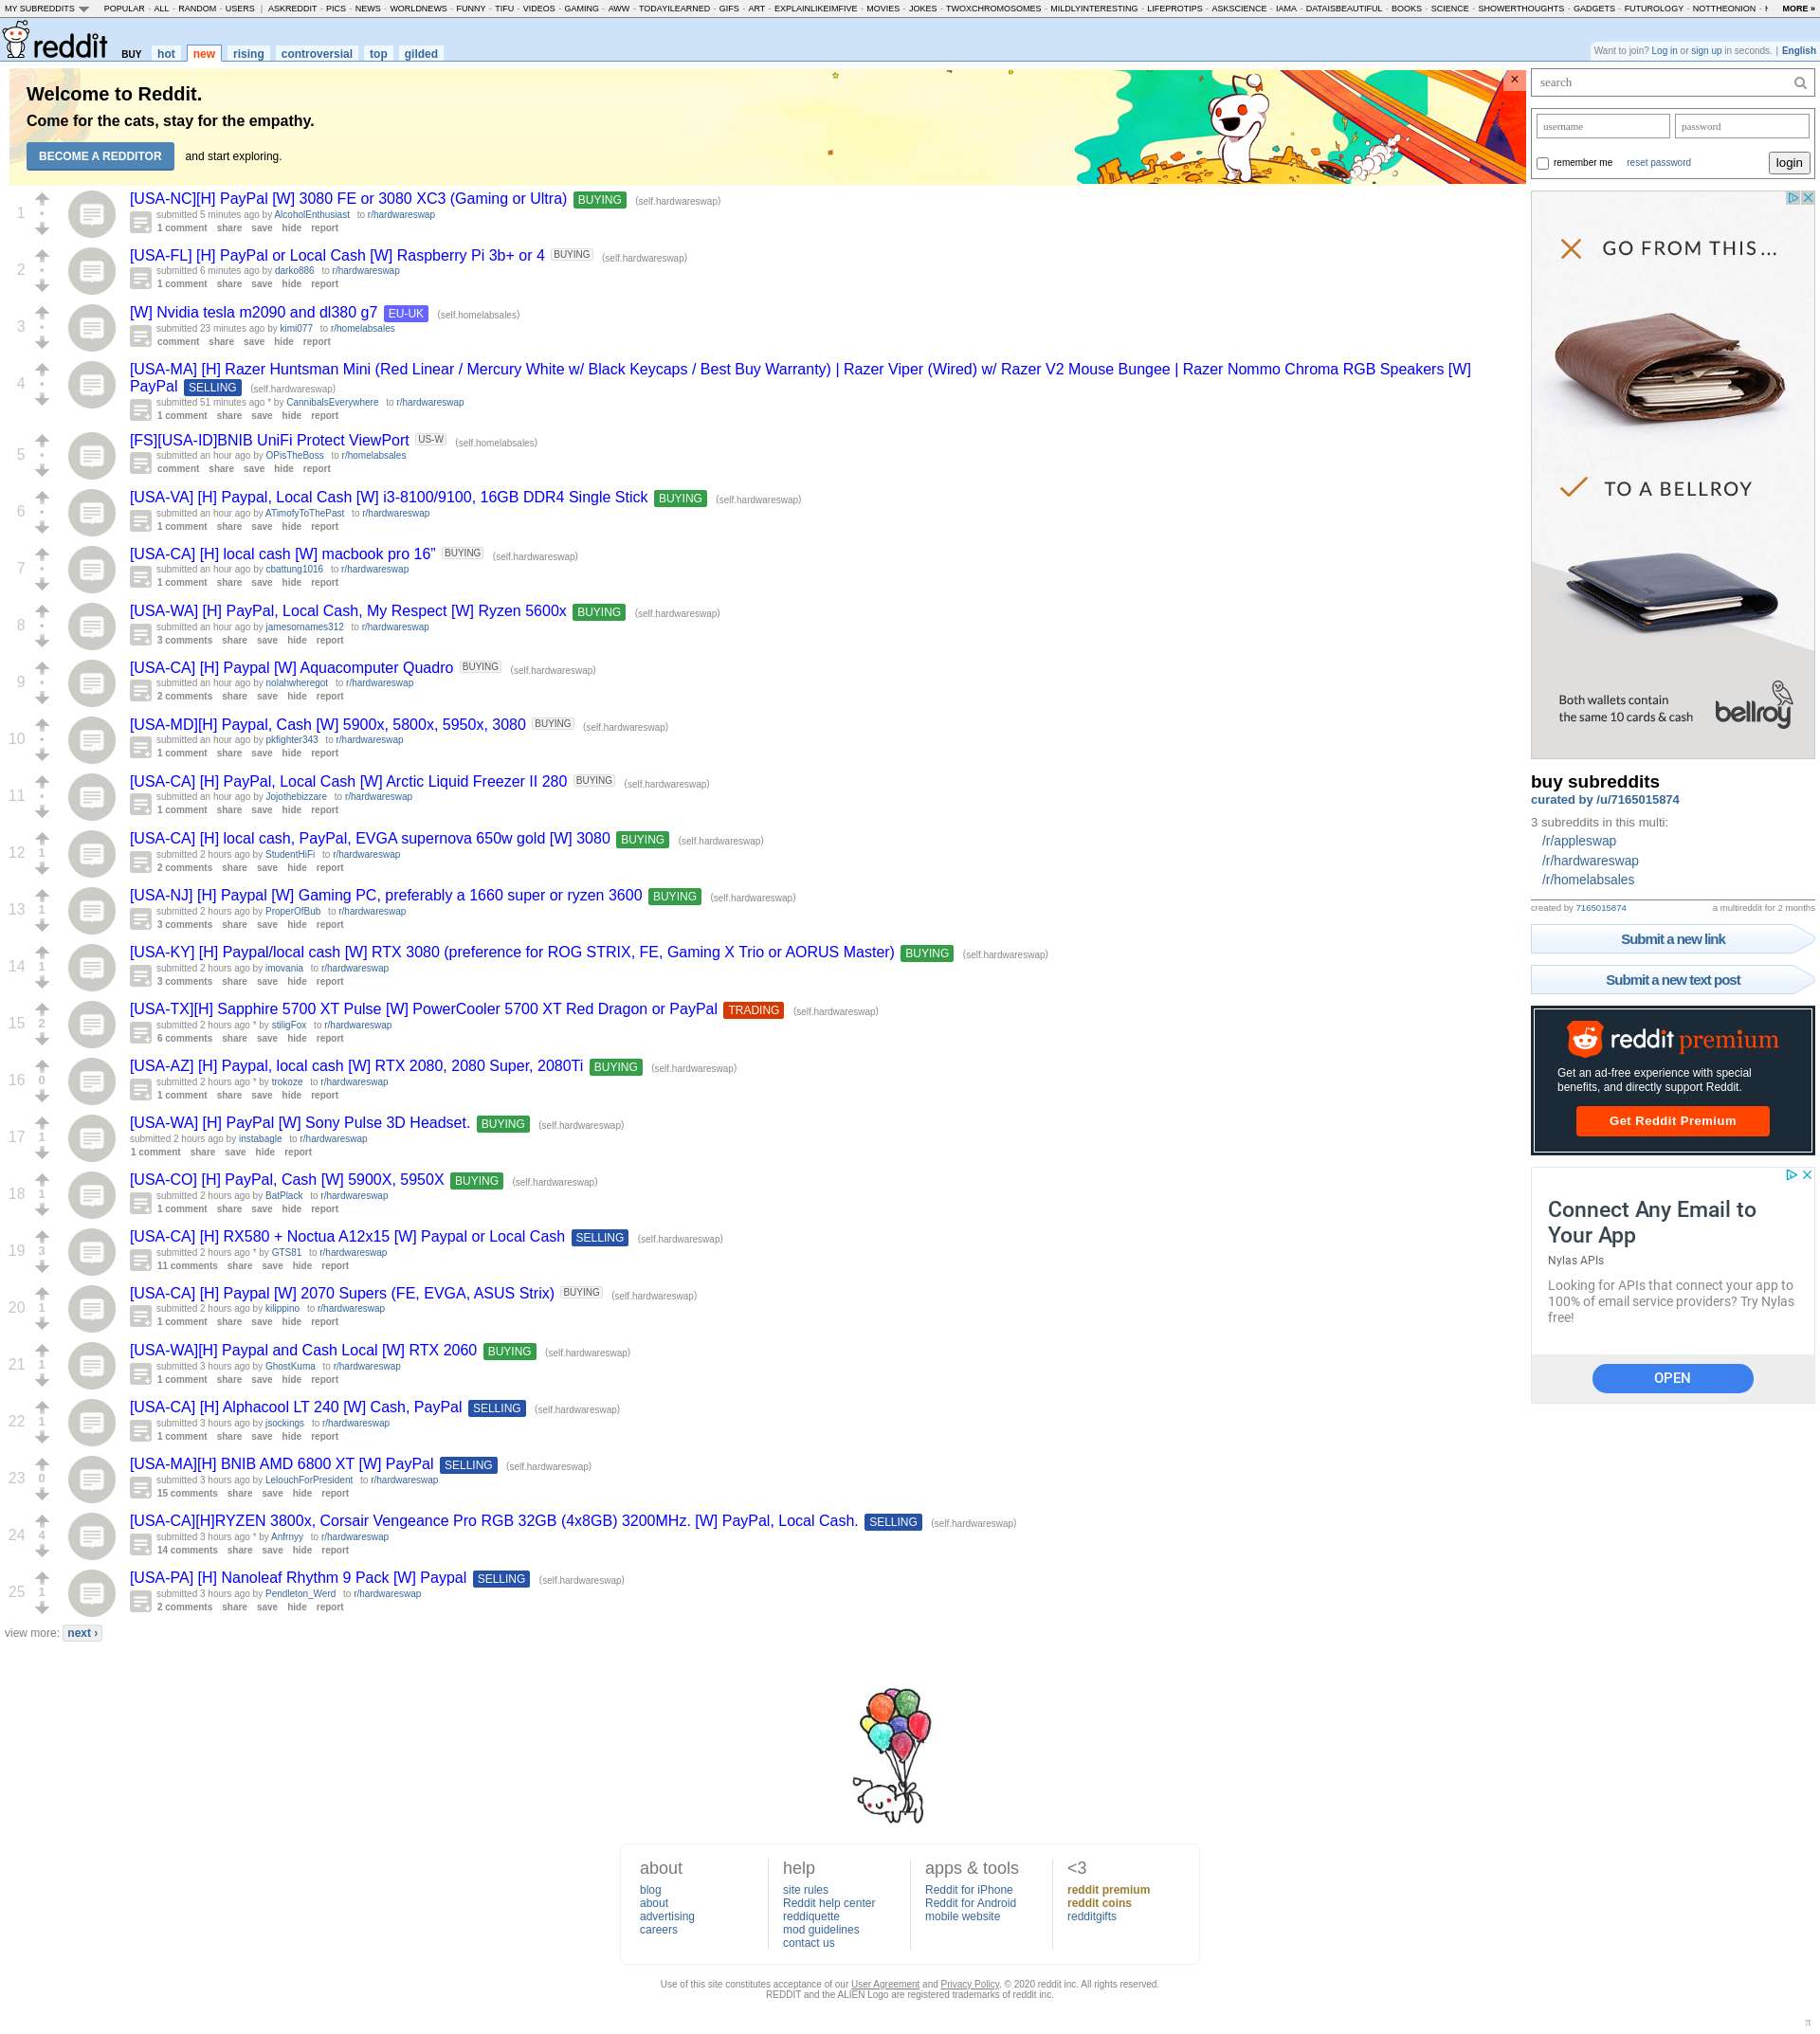 MY SUBREDDITS POPULAR - ALL - RANDOM - USERS | ASKREDDIT - PICS - NEWS - WORLDNEWS - FUNNY - TIFU - VIDEOS - GAMING - AWW - TODAYILEARNED - GIFS - ART - EXPLAINLIKEIMFIVE - MOVIES - JOKES - TWOXCHROMOSOMES - MILDLYINTERESTING - LIFEPROTIPS - ASKSCIENCE - IAMA - DATAISBEAUTIFUL - BOOKS - SCIENCE - SHOWERTHOUGHTS - GADGETS - FUTUROLOGY - NOTTHEONION - MORE »
reddit BUY hot new rising controversial top gilded
Want to join? Log in or sign up in seconds. | English
Welcome to Reddit.
Come for the cats, stay for the empathy.
BECOME A REDDITOR and start exploring.
×
1 [USA-NC][H] PayPal [W] 3080 FE or 3080 XC3 (Gaming or Ultra) BUYING (self.hardwareswap)
submitted 5 minutes ago by AlcoholEnthusiast to r/hardwareswap
1 comment share save hide report
2 [USA-FL] [H] PayPal or Local Cash [W] Raspberry Pi 3b+ or 4 BUYING (self.hardwareswap)
submitted 6 minutes ago by darko886 to r/hardwareswap
1 comment share save hide report
3 [W] Nvidia tesla m2090 and dl380 g7 EU-UK (self.homelabsales)
submitted 23 minutes ago by kimi077 to r/homelabsales
comment share save hide report
4 [USA-MA] [H] Razer Huntsman Mini (Red Linear / Mercury White w/ Black Keycaps / Best Buy Warranty) | Razer Viper (Wired) w/ Razer V2 Mouse Bungee | Razer Nommo Chroma RGB Speakers [W]
PayPal SELLING (self.hardwareswap)
submitted 51 minutes ago * by CannibalsEverywhere to r/hardwareswap
1 comment share save hide report
5 [FS][USA-ID]BNIB UniFi Protect ViewPort US-W (self.homelabsales)
submitted an hour ago by OPisTheBoss to r/homelabsales
comment share save hide report
6 [USA-VA] [H] Paypal, Local Cash [W] i3-8100/9100, 16GB DDR4 Single Stick BUYING (self.hardwareswap)
submitted an hour ago by ATimofyToThePast to r/hardwareswap
1 comment share save hide report
7 [USA-CA] [H] local cash [W] macbook pro 16” BUYING (self.hardwareswap)
submitted an hour ago by cbattung1016 to r/hardwareswap
1 comment share save hide report
8 [USA-WA] [H] PayPal, Local Cash, My Respect [W] Ryzen 5600x BUYING (self.hardwareswap)
submitted an hour ago by jamesornames312 to r/hardwareswap
3 comments share save hide report
9 [USA-CA] [H] Paypal [W] Aquacomputer Quadro BUYING (self.hardwareswap)
submitted an hour ago by nolahwheregot to r/hardwareswap
2 comments share save hide report
10 [USA-MD][H] Paypal, Cash [W] 5900x, 5800x, 5950x, 3080 BUYING (self.hardwareswap)
submitted an hour ago by pkfighter343 to r/hardwareswap
1 comment share save hide report
11 [USA-CA] [H] PayPal, Local Cash [W] Arctic Liquid Freezer II 280 BUYING (self.hardwareswap)
submitted an hour ago by Jojothebizzare to r/hardwareswap
1 comment share save hide report
12 1 [USA-CA] [H] local cash, PayPal, EVGA supernova 650w gold [W] 3080 BUYING (self.hardwareswap)
submitted 2 hours ago by StudentHiFi to r/hardwareswap
2 comments share save hide report
13 1 [USA-NJ] [H] Paypal [W] Gaming PC, preferably a 1660 super or ryzen 3600 BUYING (self.hardwareswap)
submitted 2 hours ago by ProperOfBub to r/hardwareswap
3 comments share save hide report
14 1 [USA-KY] [H] Paypal/local cash [W] RTX 3080 (preference for ROG STRIX, FE, Gaming X Trio or AORUS Master) BUYING (self.hardwareswap)
submitted 2 hours ago by imovania to r/hardwareswap
3 comments share save hide report
15 2 [USA-TX][H] Sapphire 5700 XT Pulse [W] PowerCooler 5700 XT Red Dragon or PayPal TRADING (self.hardwareswap)
submitted 2 hours ago * by stiligFox to r/hardwareswap
6 comments share save hide report
16 0 [USA-AZ] [H] Paypal, local cash [W] RTX 2080, 2080 Super, 2080Ti BUYING (self.hardwareswap)
submitted 2 hours ago * by trokoze to r/hardwareswap
1 comment share save hide report
17 1 [USA-WA] [H] PayPal [W] Sony Pulse 3D Headset. BUYING (self.hardwareswap)
submitted 2 hours ago by instabagle to r/hardwareswap
1 comment share save hide report
18 1 [USA-CO] [H] PayPal, Cash [W] 5900X, 5950X BUYING (self.hardwareswap)
submitted 2 hours ago by BatPlack to r/hardwareswap
1 comment share save hide report
19 3 [USA-CA] [H] RX580 + Noctua A12x15 [W] Paypal or Local Cash SELLING (self.hardwareswap)
submitted 2 hours ago * by GTS81 to r/hardwareswap
11 comments share save hide report
20 1 [USA-CA] [H] Paypal [W] 2070 Supers (FE, EVGA, ASUS Strix) BUYING (self.hardwareswap)
submitted 2 hours ago by kilippino to r/hardwareswap
1 comment share save hide report
21 1 [USA-WA][H] Paypal and Cash Local [W] RTX 2060 BUYING (self.hardwareswap)
submitted 3 hours ago by GhostKuma to r/hardwareswap
1 comment share save hide report
22 1 [USA-CA] [H] Alphacool LT 240 [W] Cash, PayPal SELLING (self.hardwareswap)
submitted 3 hours ago by jsockings to r/hardwareswap
1 comment share save hide report
23 0 [USA-MA][H] BNIB AMD 6800 XT [W] PayPal SELLING (self.hardwareswap)
submitted 3 hours ago by LelouchForPresident to r/hardwareswap
15 comments share save hide report
24 4 [USA-CA][H]RYZEN 3800x, Corsair Vengeance Pro RGB 32GB (4x8GB) 3200MHz. [W] PayPal, Local Cash. SELLING (self.hardwareswap)
submitted 3 hours ago * by Anfrnyy to r/hardwareswap
14 comments share save hide report
25 1 [USA-PA] [H] Nanoleaf Rhythm 9 Pack [W] Paypal SELLING (self.hardwareswap)
submitted 3 hours ago by Pendleton_Werd to r/hardwareswap
2 comments share save hide report
view more: next ›
search
username password
remember me reset password login
GO FROM THIS...
TO A BELLROY
Both wallets contain
the same 10 cards & cash
bellroy
buy subreddits
curated by /u/7165015874
3 subreddits in this multi:
/r/appleswap
/r/hardwareswap
/r/homelabsales
created by 7165015874 a multireddit for 2 months
Submit a new link
Submit a new text post
reddit premium
Get an ad-free experience with special
benefits, and directly support Reddit.
Get Reddit Premium
Connect Any Email to
Your App
Nylas APIs
Looking for APIs that connect your app to
100% of email service providers? Try Nylas
free!
OPEN
about
blog
about
advertising
careers
help
site rules
Reddit help center
reddiquette
mod guidelines
contact us
apps & tools
Reddit for iPhone
Reddit for Android
mobile website
<3
reddit premium
reddit coins
redditgifts
Use of this site constitutes acceptance of our User Agreement and Privacy Policy. © 2020 reddit inc. All rights reserved.
REDDIT and the ALIEN Logo are registered trademarks of reddit inc.
π